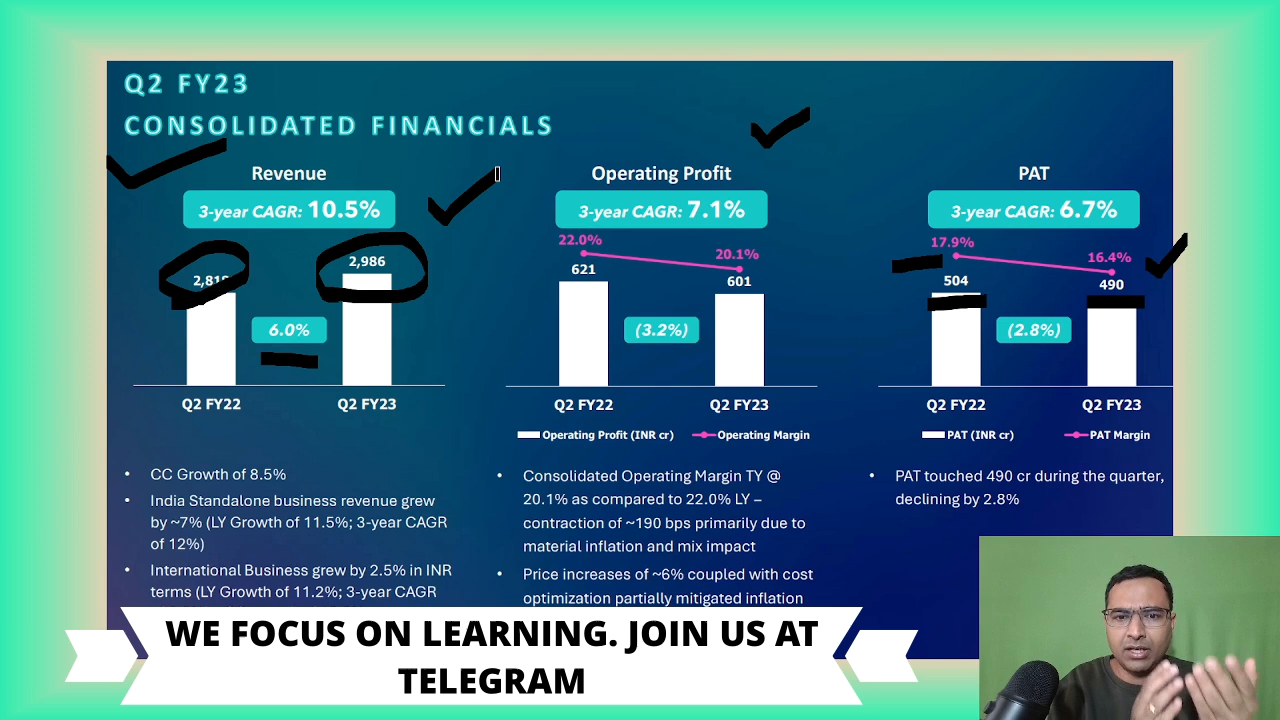 Q2 FY23
CONSOLIDATED FINANCIALS
Revenue
3-year CAGR: 10.5%
2,986
6.0%
Q2 FY22 Q2 FY23
CC Growth of 8.5%
India Standalone business revenue grew
by ~7% (LY Growth of 11.5%; 3-year CAGR
of 12%)
International Business grew by 2.5% in INR
terms (LY Growth of 11.2%; 3-year CAGR
Operating Profit
3-year CAGR: 7.1%
22.0%
20.1%
621
601
(3.2%)
Q2 FY22 Q2 FY23
Operating Profit (INR cr) Operating Margin
Consolidated Operating Margin TY @
20.1% as compared to 22.0% LY –
contraction of ~190 bps primarily due to
material inflation and mix impact
Price increases of ~6% coupled with cost
optimization partially mitigated inflation
PAT
3-year CAGR: 6.7%
17.9%
16.4%
504
490
(2.8%)
Q2 FY22 Q2 FY23
PAT (INR cr) PAT Margin
PAT touched 490 cr during the quarter,
declining by 2.8%
WE FOCUS ON LEARNING. JOIN US AT
TELEGRAM